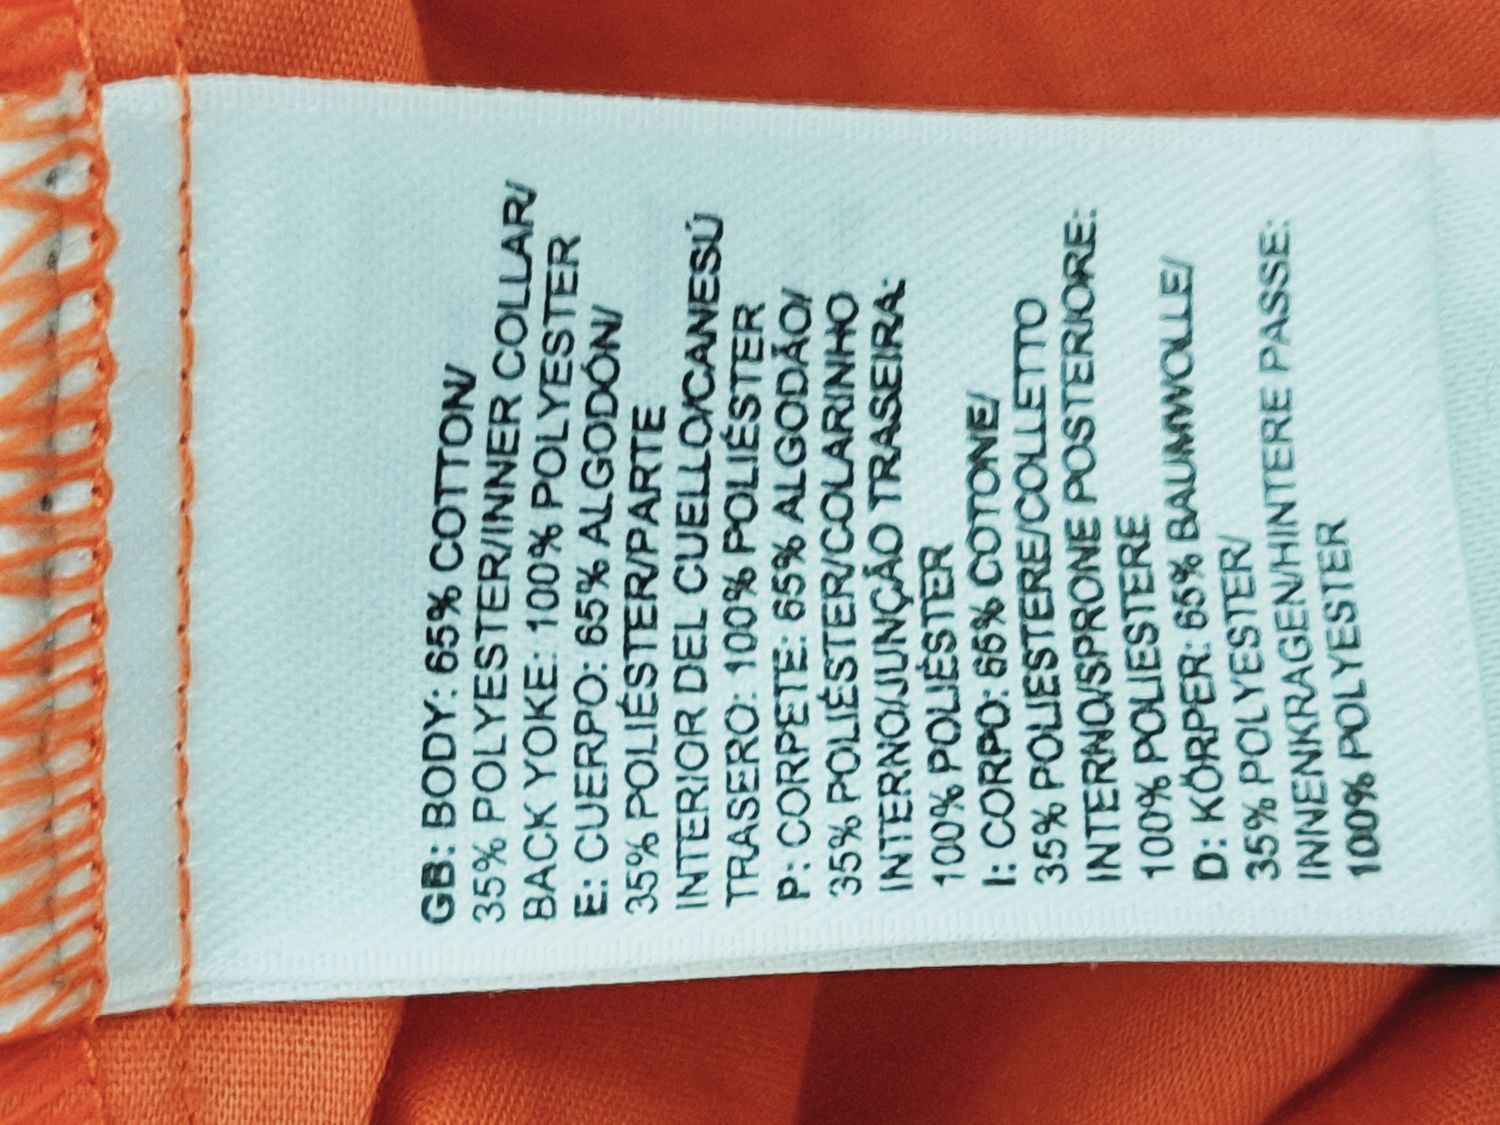 GB: BODY: 65% COTTON/
35% POLYESTER/INNER COLLAR/
BACK YOKE: 100% POLYESTER
E: CUERPO: 65% ALGODÓN/
35% POLIÉSTER/PARTE
INTERIOR DEL CUELLO/CANESÚ
TRASERO: 100% POLIÉSTER
P: CORPETE: 65% ALGODÃO/
35% POLIÉSTER/COLARINHO
INTERNO/JUNÇÃO TRASEIRA:
100% POLIÉSTER
I: CORPO: 65% COTONE/
35% POLIESTERE/COLLETTO
INTERNO/SPRONE POSTERIORE:
100% POLIESTERE
D: KÖRPER: 65% BAUMWOLLE/
35% POLYESTER/
INNENKRAGEN/HINTERE PASSE:
100% POLYESTER